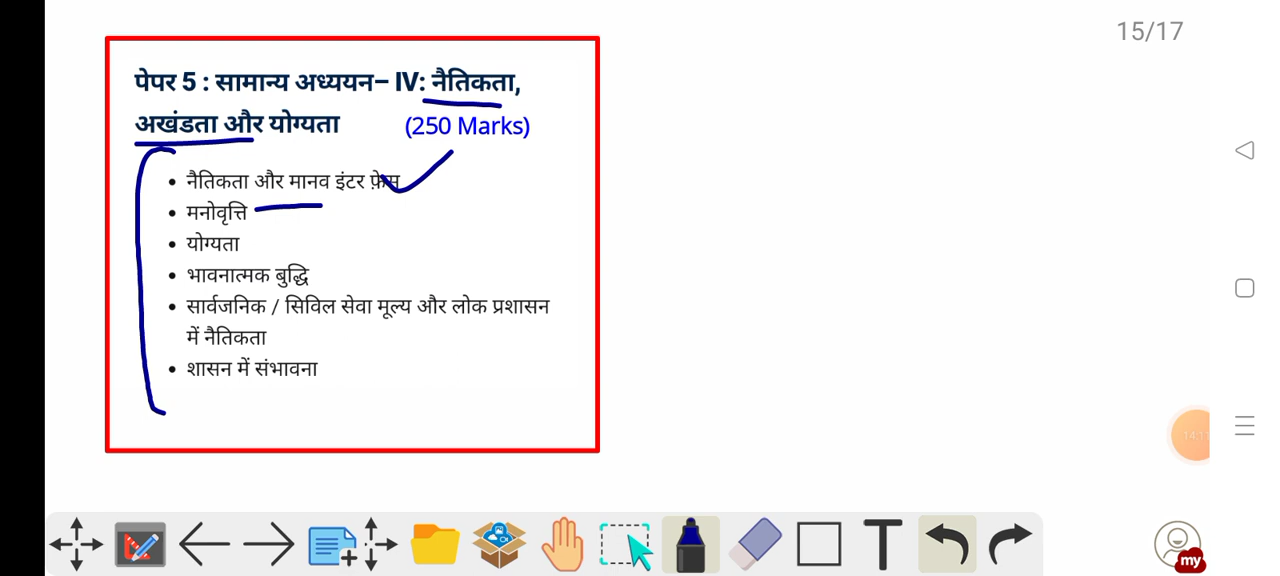 15/17
पेपर 5 : सामान्य अध्ययन– IV: नैतिकता,
अखंडता और योग्यता (250 Marks)
• नैतिकता और मानव इंटर फ़ेस
• मनोवृत्ति
• योग्यता
• भावनात्मक बुद्धि
• सार्वजनिक / सिविल सेवा मूल्य और लोक प्रशासन
में नैतिकता
• शासन में संभावना
T
my